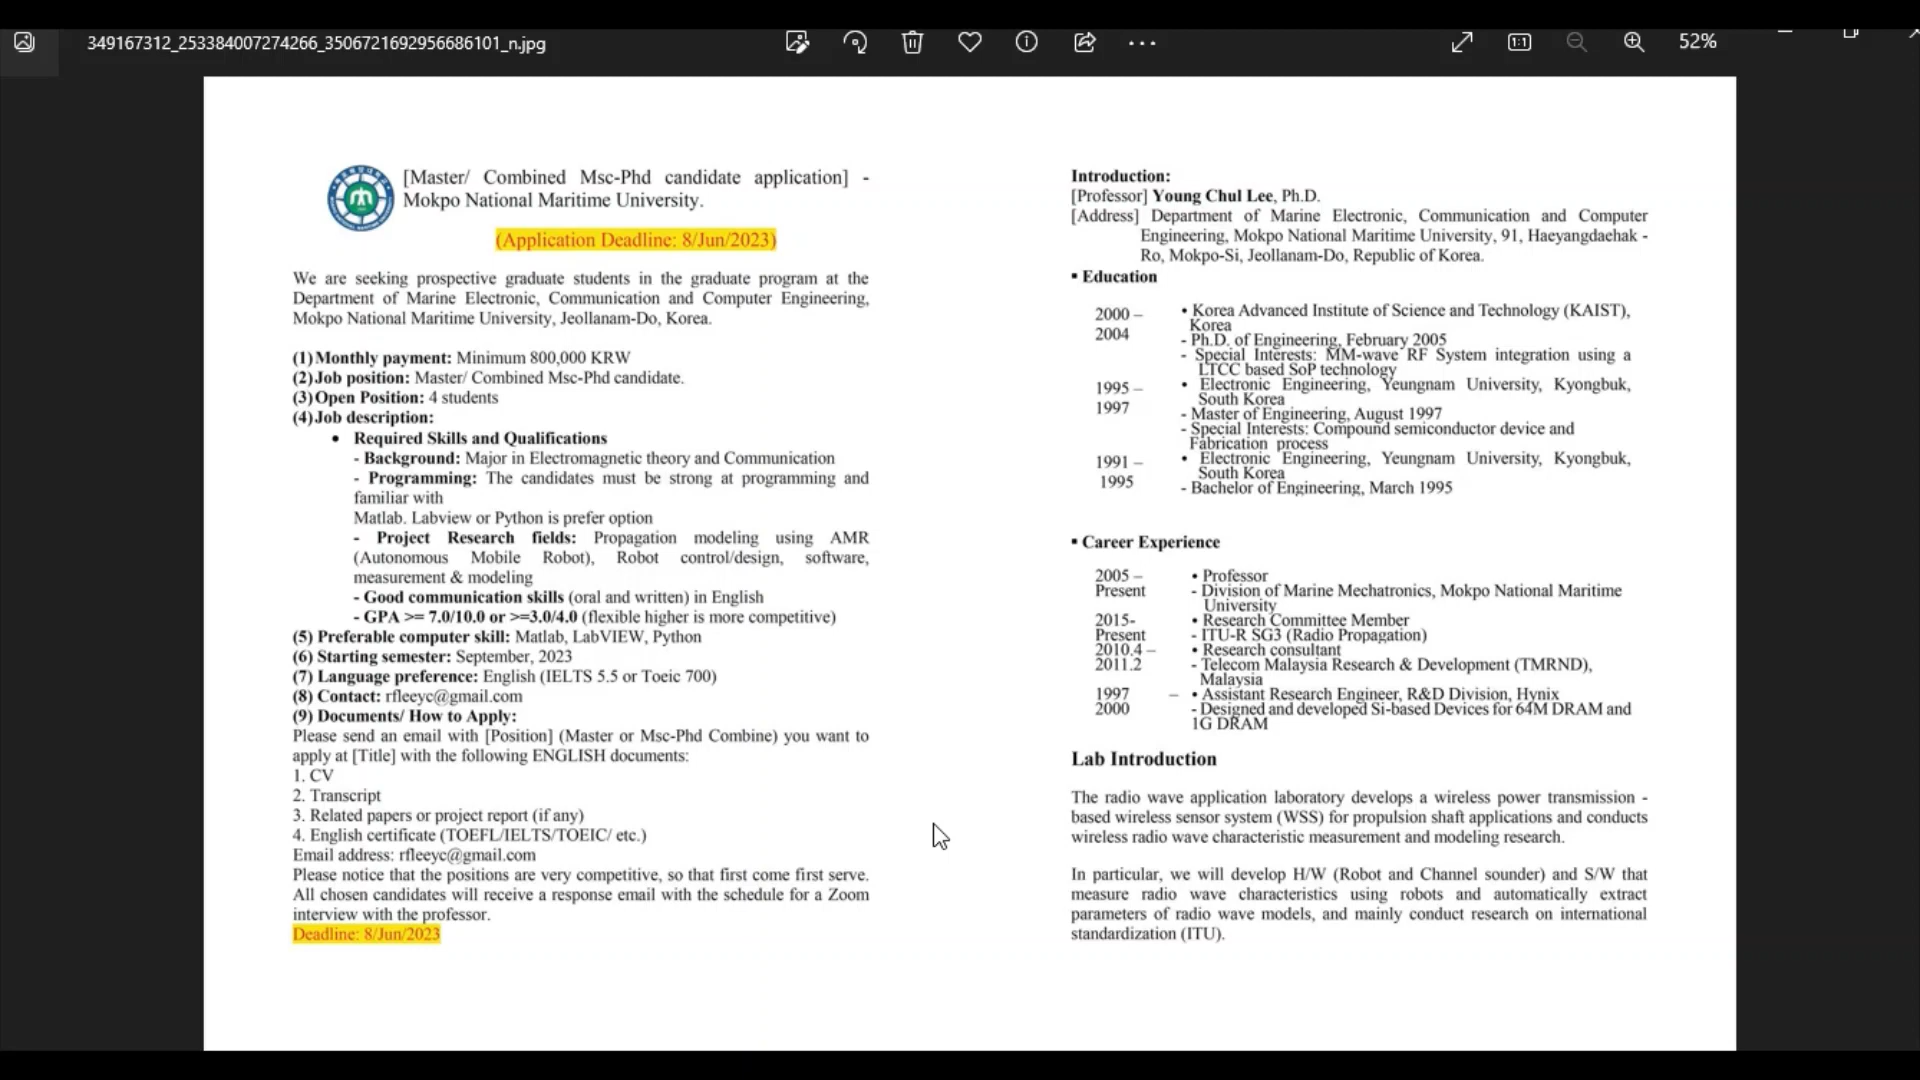 349167312_253384007274266_3506721692956686101_n.jpg
1:1
52%
[Master/ Combined Msc-Phd candidate application] -
Mokpo National Maritime University.
(Application Deadline: 8/Jun/2023)
We are seeking prospective graduate students in the graduate program at the
Department of Marine Electronic, Communication and Computer Engineering,
Mokpo National Maritime University, Jeollanam-Do, Korea.
(1)Monthly payment: Minimum 800,000 KRW
(2)Job position: Master/ Combined Msc-Phd candidate.
(3)Open Position: 4 students
(4)Job description:
• Required Skills and Qualifications
- Background: Major in Electromagnetic theory and Communication
- Programming: The candidates must be strong at programming and
familiar with
Matlab. Labview or Python is prefer option
- Project Research fields: Propagation modeling using AMR
(Autonomous Mobile Robot), Robot control/design, software,
measurement & modeling
- Good communication skills (oral and written) in English
- GPA >= 7.0/10.0 or >=3.0/4.0 (flexible higher is more competitive)
(5) Preferable computer skill: Matlab, LabVIEW, Python
(6) Starting semester: September, 2023
(7) Language preference: English (IELTS 5.5 or Toeic 700)
(8) Contact: rfleeyc@gmail.com
(9) Documents/ How to Apply:
Please send an email with [Position] (Master or Msc-Phd Combine) you want to
apply at [Title] with the following ENGLISH documents:
1. CV
2. Transcript
3. Related papers or project report (if any)
4. English certificate (TOEFL/IELTS/TOEIC/ etc.)
Email address: rfleeyc@gmail.com
Please notice that the positions are very competitive, so that first come first serve.
All chosen candidates will receive a response email with the schedule for a Zoom
interview with the professor.
Deadline: 8/Jun/2023
Introduction:
[Professor] Young Chul Lee, Ph.D.
[Address] Department of Marine Electronic, Communication and Computer
Engineering, Mokpo National Maritime University, 91, Haeyangdaehak -
Ro, Mokpo-Si, Jeollanam-Do, Republic of Korea.
▪ Education
2000 –
2004
• Korea Advanced Institute of Science and Technology (KAIST),
Korea
- Ph.D. of Engineering, February 2005
- Special Interests: MM-wave RF System integration using a
LTCC based SoP technology
1995 –
1997
• Electronic Engineering, Yeungnam University, Kyongbuk,
South Korea
- Master of Engineering, August 1997
- Special Interests: Compound semiconductor device and
Fabrication process
1991 –
1995
• Electronic Engineering, Yeungnam University, Kyongbuk,
South Korea
- Bachelor of Engineering, March 1995
▪ Career Experience
2005 –
Present
• Professor
- Division of Marine Mechatronics, Mokpo National Maritime
University
2015-
Present
• Research Committee Member
- ITU-R SG3 (Radio Propagation)
2010.4 –
2011.2
• Research consultant
- Telecom Malaysia Research & Development (TMRND),
Malaysia
1997 –
2000
• Assistant Research Engineer, R&D Division, Hynix
- Designed and developed Si-based Devices for 64M DRAM and
1G DRAM
Lab Introduction
The radio wave application laboratory develops a wireless power transmission -
based wireless sensor system (WSS) for propulsion shaft applications and conducts
wireless radio wave characteristic measurement and modeling research.
In particular, we will develop H/W (Robot and Channel sounder) and S/W that
measure radio wave characteristics using robots and automatically extract
parameters of radio wave models, and mainly conduct research on international
standardization (ITU).